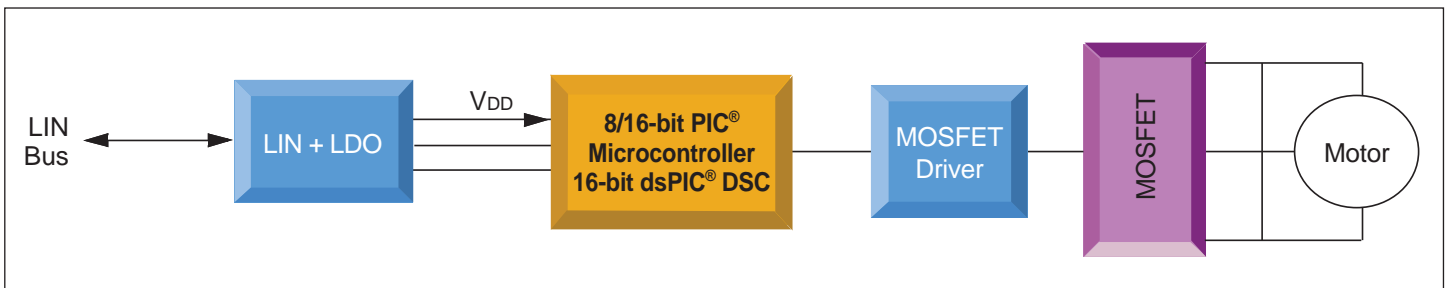 LIN
Bus
LIN + LDO
VDD
8/16-bit PIC®
Microcontroller
16-bit dsPIC® DSC
MOSFET
Driver
MOSFET
Motor